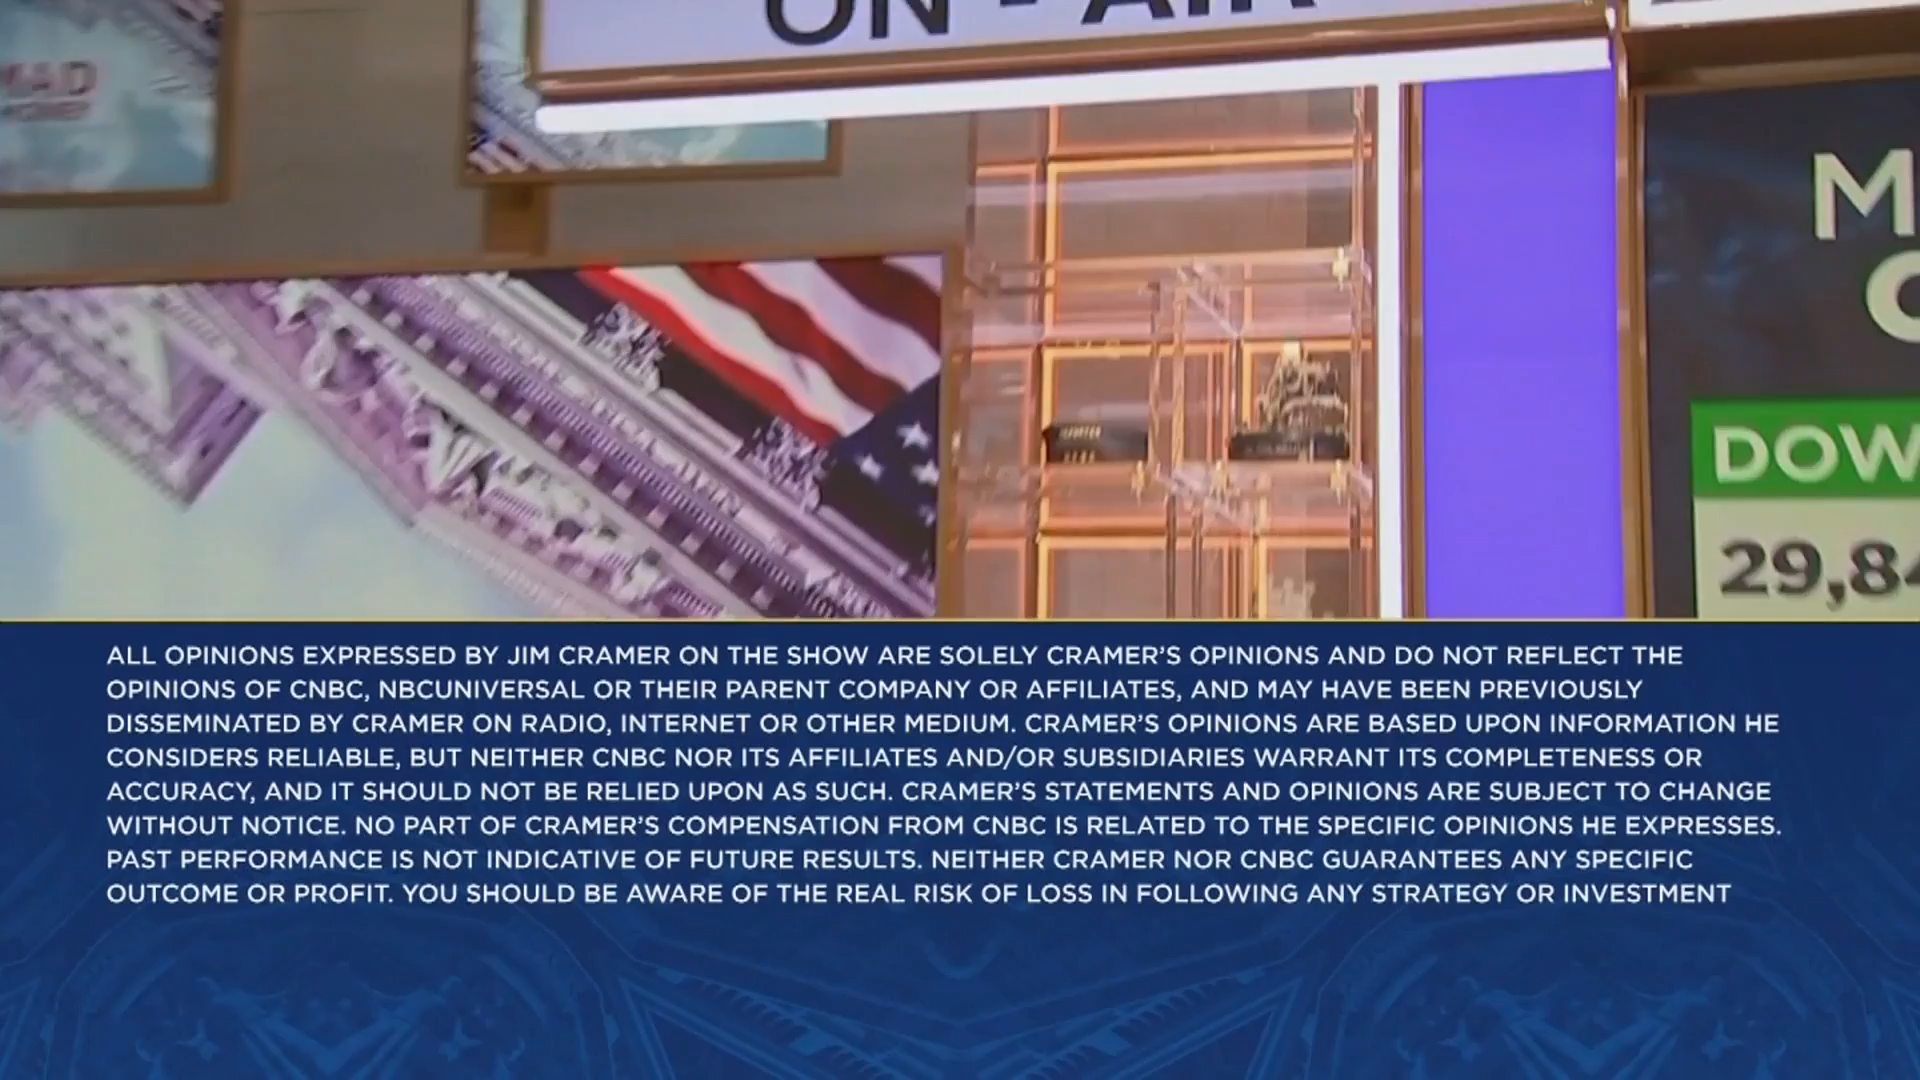 ON-AIR
MAD
M
DOW
29,84
ALL OPINIONS EXPRESSED BY JIM CRAMER ON THE SHOW ARE SOLELY CRAMER'S OPINIONS AND DO NOT REFLECT THE
OPINIONS OF CNBC, NBCUNIVERSAL OR THEIR PARENT COMPANY OR AFFILIATES, AND MAY HAVE BEEN PREVIOUSLY
DISSEMINATED BY CRAMER ON RADIO, INTERNET OR OTHER MEDIUM. CRAMER'S OPINIONS ARE BASED UPON INFORMATION HE
CONSIDERS RELIABLE, BUT NEITHER CNBC NOR ITS AFFILIATES AND/OR SUBSIDIARIES WARRANT ITS COMPLETENESS OR
ACCURACY, AND IT SHOULD NOT BE RELIED UPON AS SUCH. CRAMER'S STATEMENTS AND OPINIONS ARE SUBJECT TO CHANGE
WITHOUT NOTICE. NO PART OF CRAMER'S COMPENSATION FROM CNBC IS RELATED TO THE SPECIFIC OPINIONS HE EXPRESSES.
PAST PERFORMANCE IS NOT INDICATIVE OF FUTURE RESULTS. NEITHER CRAMER NOR CNBC GUARANTEES ANY SPECIFIC
OUTCOME OR PROFIT. YOU SHOULD BE AWARE OF THE REAL RISK OF LOSS IN FOLLOWING ANY STRATEGY OR INVESTMENT